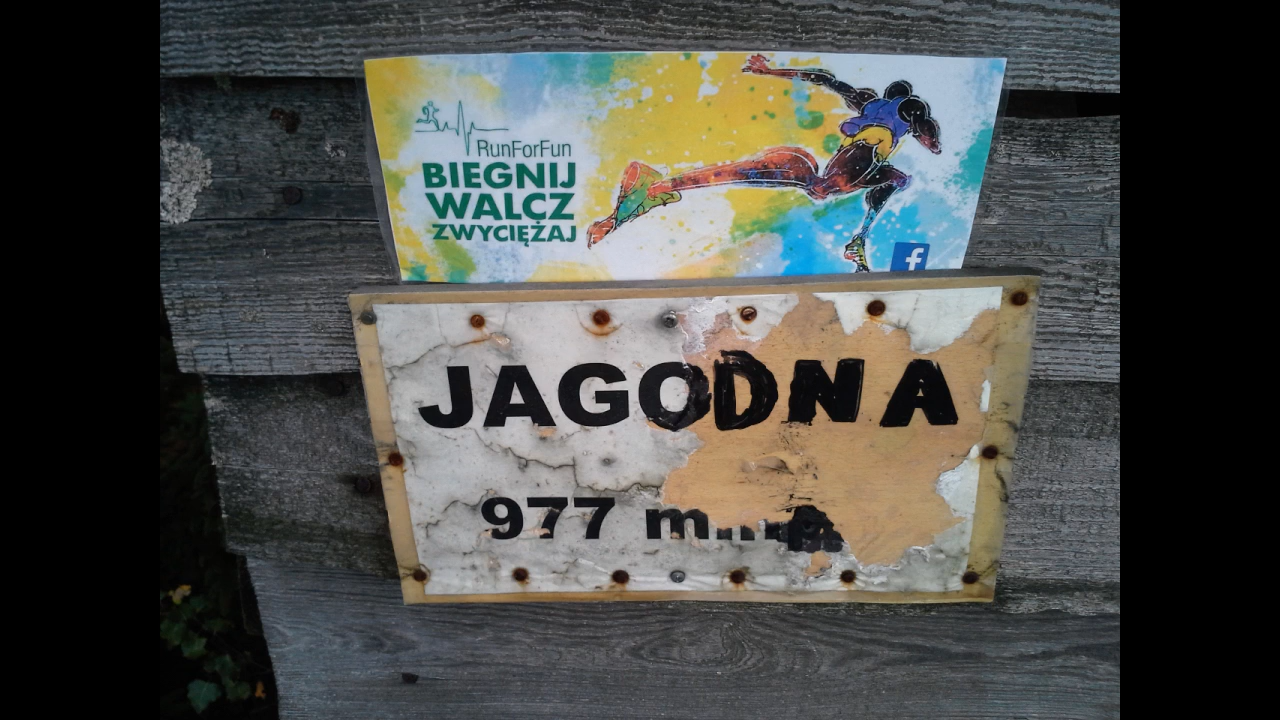 RunForFun
BIEGNIJ
WALCZ
ZWYCIĘŻAJ
f
JAGODNA
977 m.n.p.